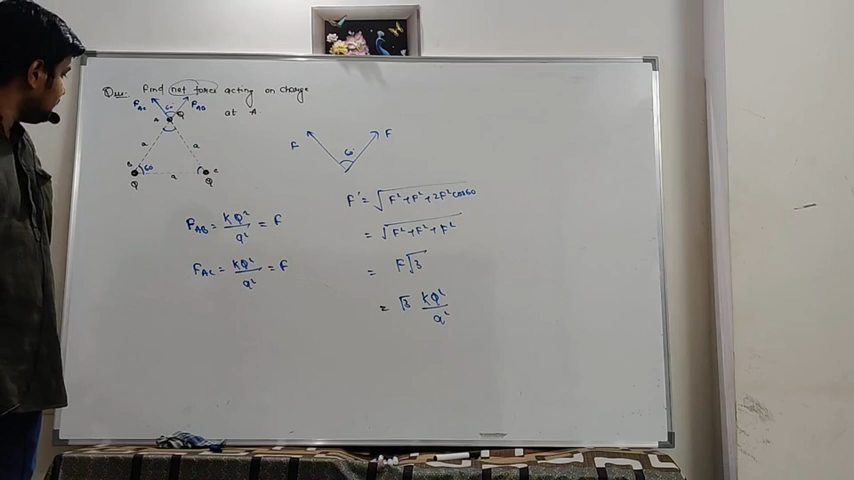 Que: Find net force acting on charge
at A.
F_AC 60 F_AB
A Q
a a
B 60 a C
Q Q
F 60° F
F_AB = KQ²/a² = F
F_AC = KQ²/a² = F
F' = √(F² + F² + 2F² cos60
= √(F² + F² + F²
= F√3
= √3 KQ²/a²